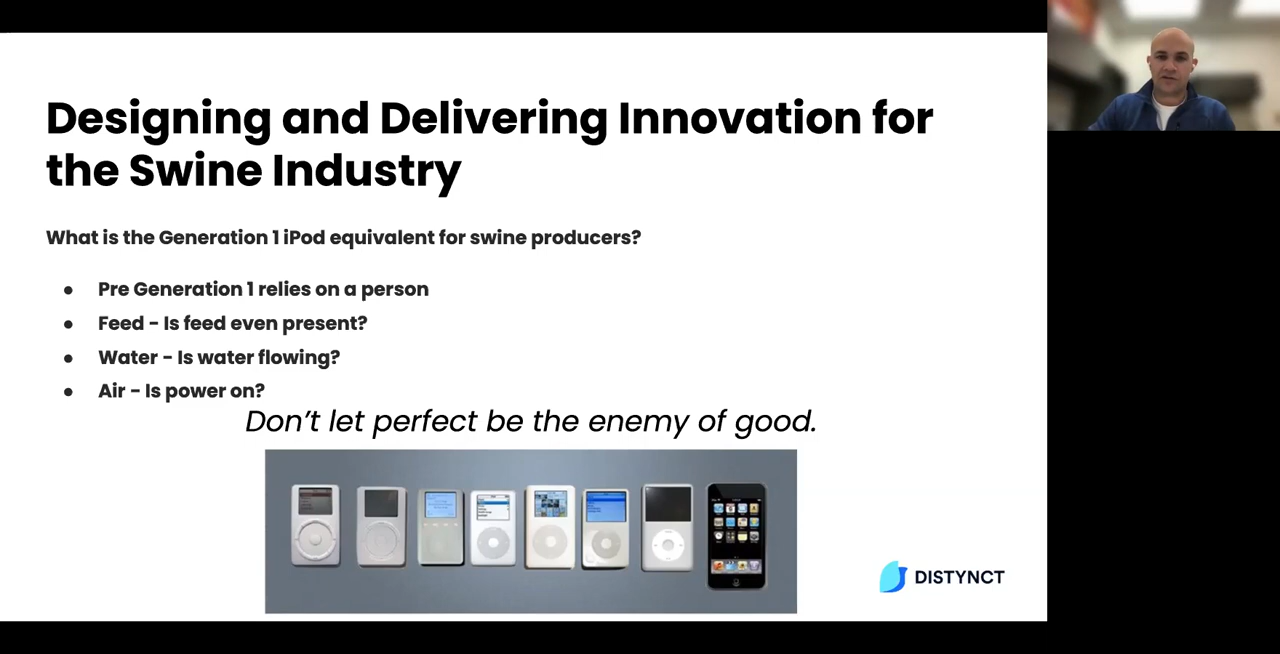 Designing and Delivering Innovation for
the Swine Industry
What is the Generation 1 iPod equivalent for swine producers?
● Pre Generation 1 relies on a person
● Feed - Is feed even present?
● Water - Is water flowing?
● Air - Is power on?
Don't let perfect be the enemy of good.
DISTYNCT